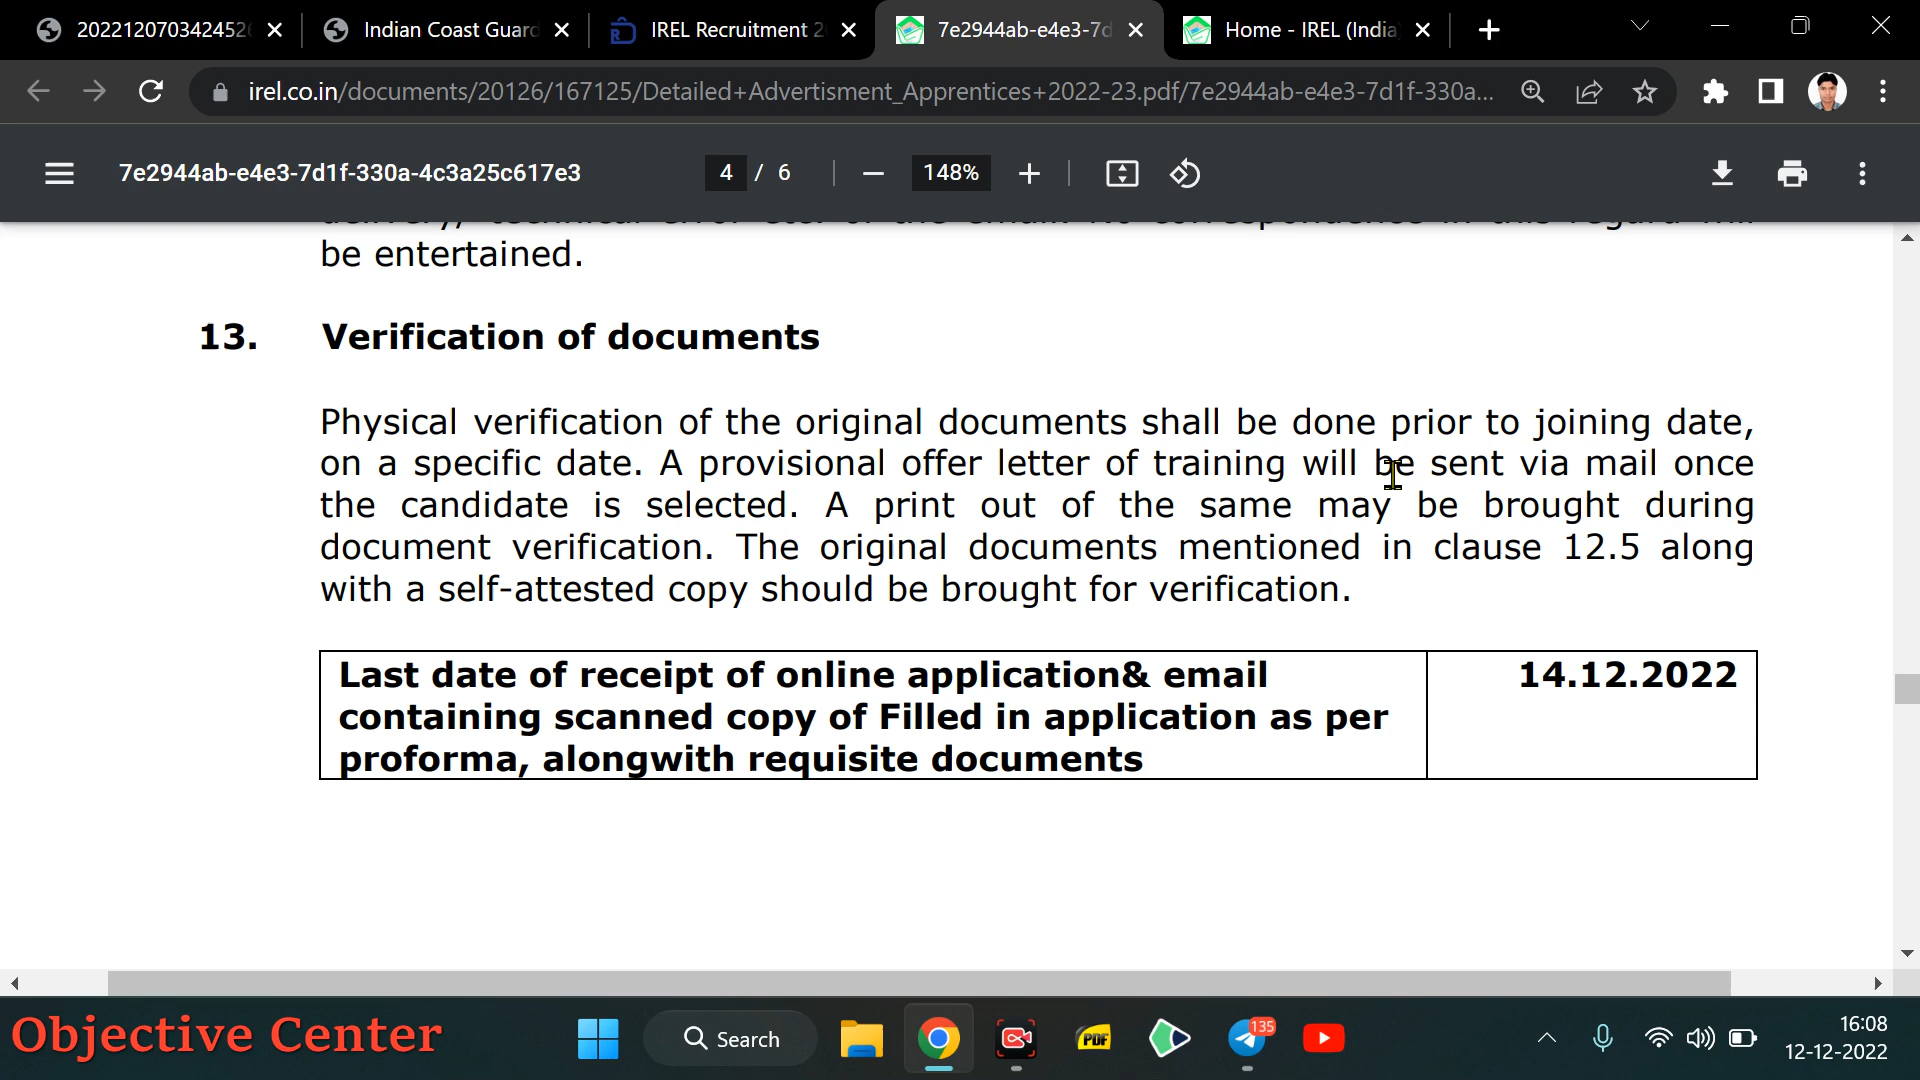 2022120703424526
Indian Coast Guard
IREL Recruitment 2
7e2944ab-e4e3-7d
Home - IREL (India
irel.co.in/documents/20126/167125/Detailed+Advertisment_Apprentices+2022-23.pdf/7e2944ab-e4e3-7d1f-330a...
7e2944ab-e4e3-7d1f-330a-4c3a25c617e3
4 / 6
148%
be entertained.
13. Verification of documents
Physical verification of the original documents shall be done prior to joining date,
on a specific date. A provisional offer letter of training will be sent via mail once
the candidate is selected. A print out of the same may be brought during
document verification. The original documents mentioned in clause 12.5 along
with a self-attested copy should be brought for verification.
Last date of receipt of online application& email 14.12.2022
containing scanned copy of Filled in application as per
proforma, alongwith requisite documents
Objective Center
Search
PDF
135
16:08
12-12-2022